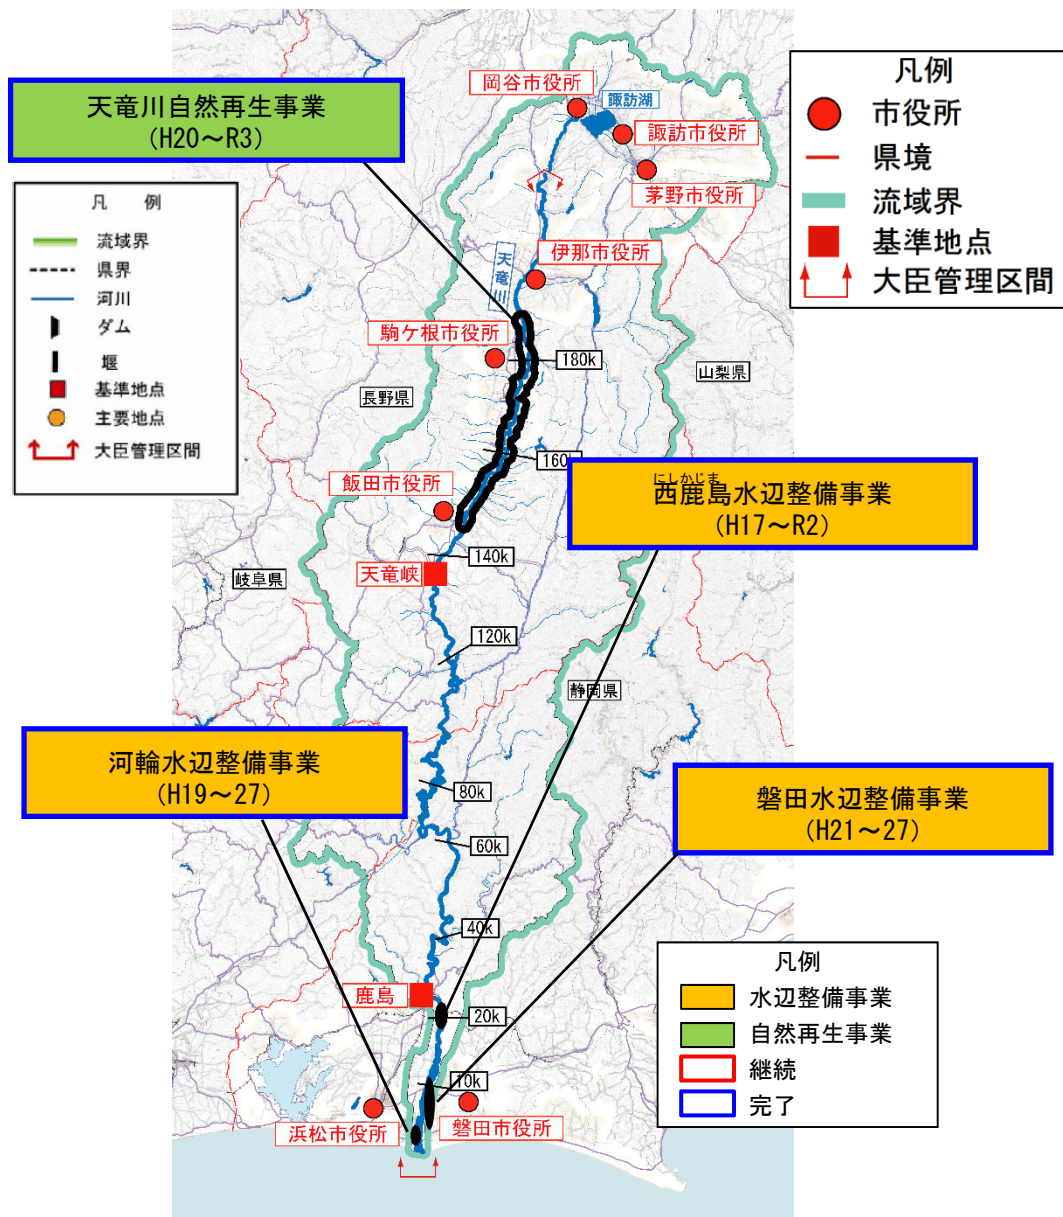 天竜川自然再生事業
(H20～R3)
凡　例
流域界
県界
河川
ダム
堰
基準地点
主要地点
大臣管理区間
凡例
市役所
県境
流域界
基準地点
大臣管理区間
岡谷市役所
諏訪湖
諏訪市役所
茅野市役所
伊那市役所
天竜川
駒ケ根市役所
180k
山梨県
長野県
160k
飯田市役所
にしかじま
西鹿島水辺整備事業
(H17～R2)
140k
天竜峡
岐阜県
120k
静岡県
河輪水辺整備事業
(H19～27)
80k
磐田水辺整備事業
(H21～27)
60k
40k
鹿島
20k
10k
浜松市役所
磐田市役所
凡例
水辺整備事業
自然再生事業
継続
完了